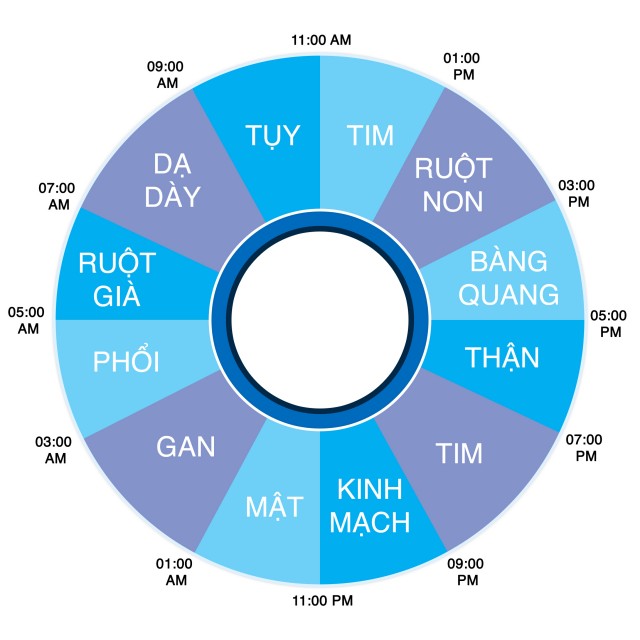 11:00 AM
01:00
PM
09:00
AM
TỤY
TIM
DẠ
DÀY
RUỘT
NON
07:00
AM
03:00
PM
RUỘT
GIÀ
BÀNG
QUANG
05:00
AM
05:00
PM
PHỔI
THẬN
03:00
AM
07:00
PM
GAN
TIM
MẬT
KINH
MẠCH
01:00
AM
09:00
PM
11:00 PM